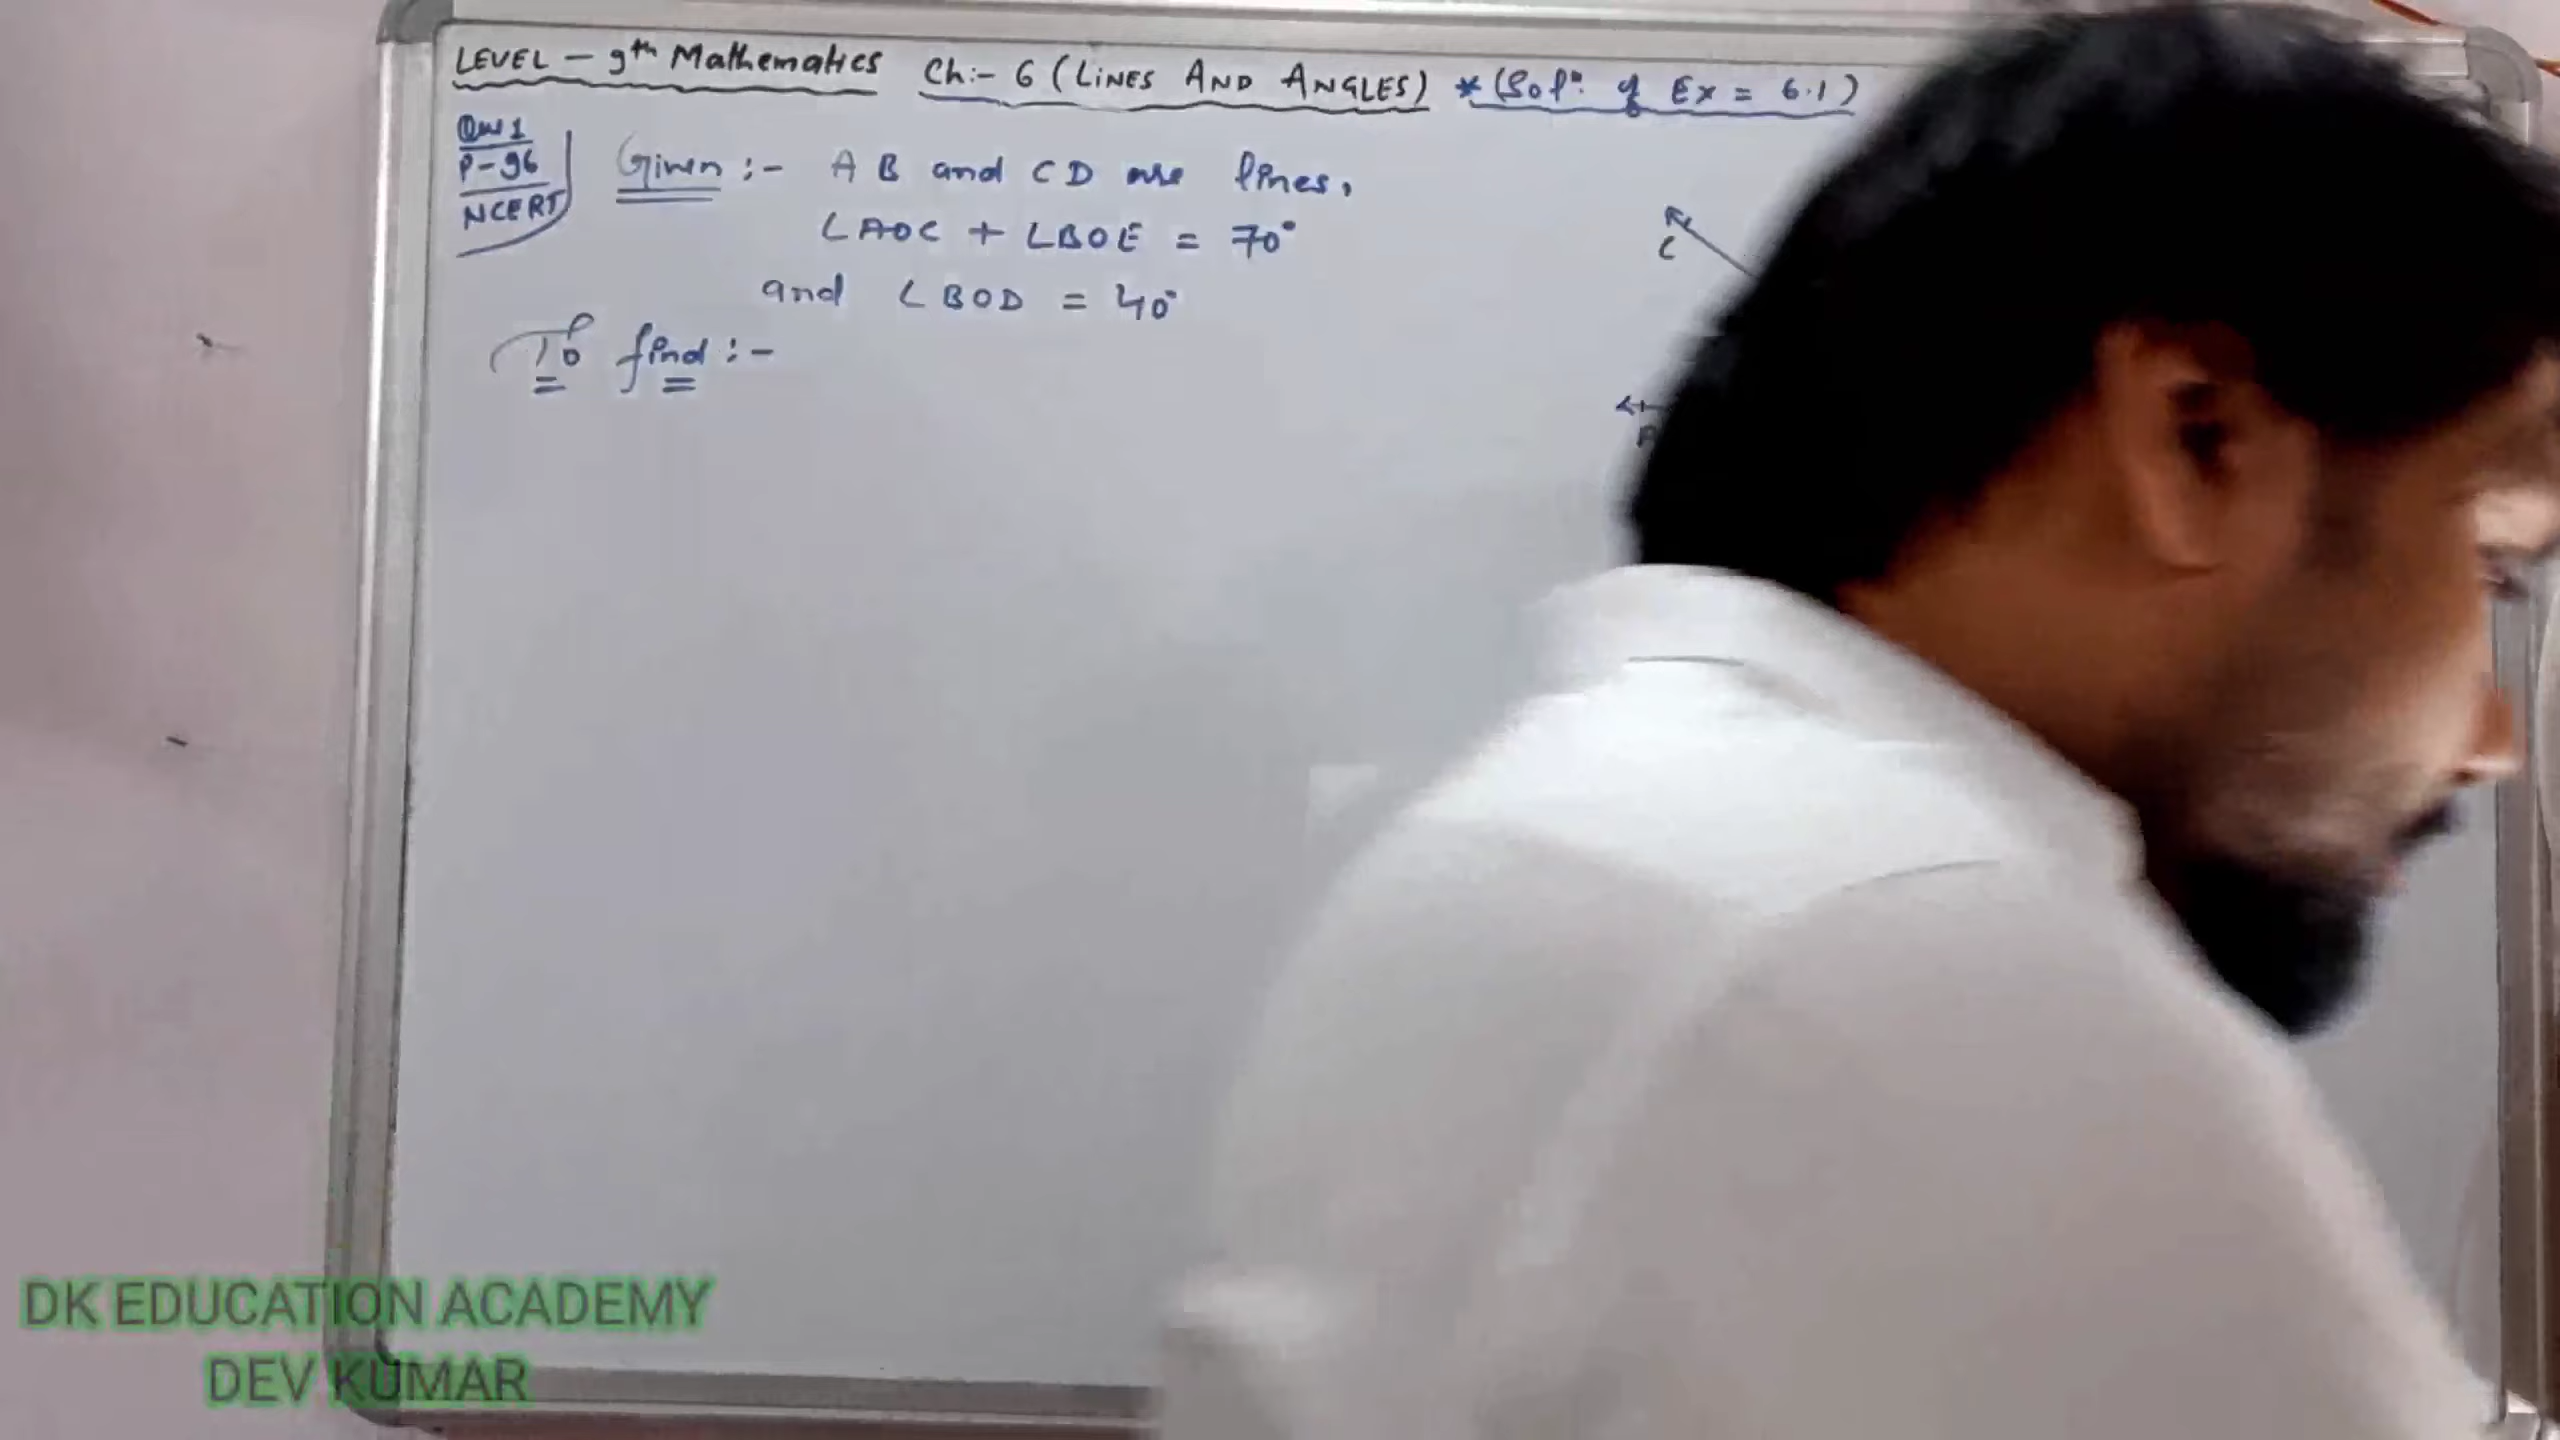 LEVEL - 9th Mathematics Ch:- 6 (LINES AND ANGLES) * (Solⁿ: of Ex = 6.1)
Que 1
P-96
NCERT
Given :- AB and CD are lines,
∠AOC + ∠BOE = 70°
and ∠BOD = 40°
To find :-
C
A
DK EDUCATION ACADEMY
DEV KUMAR